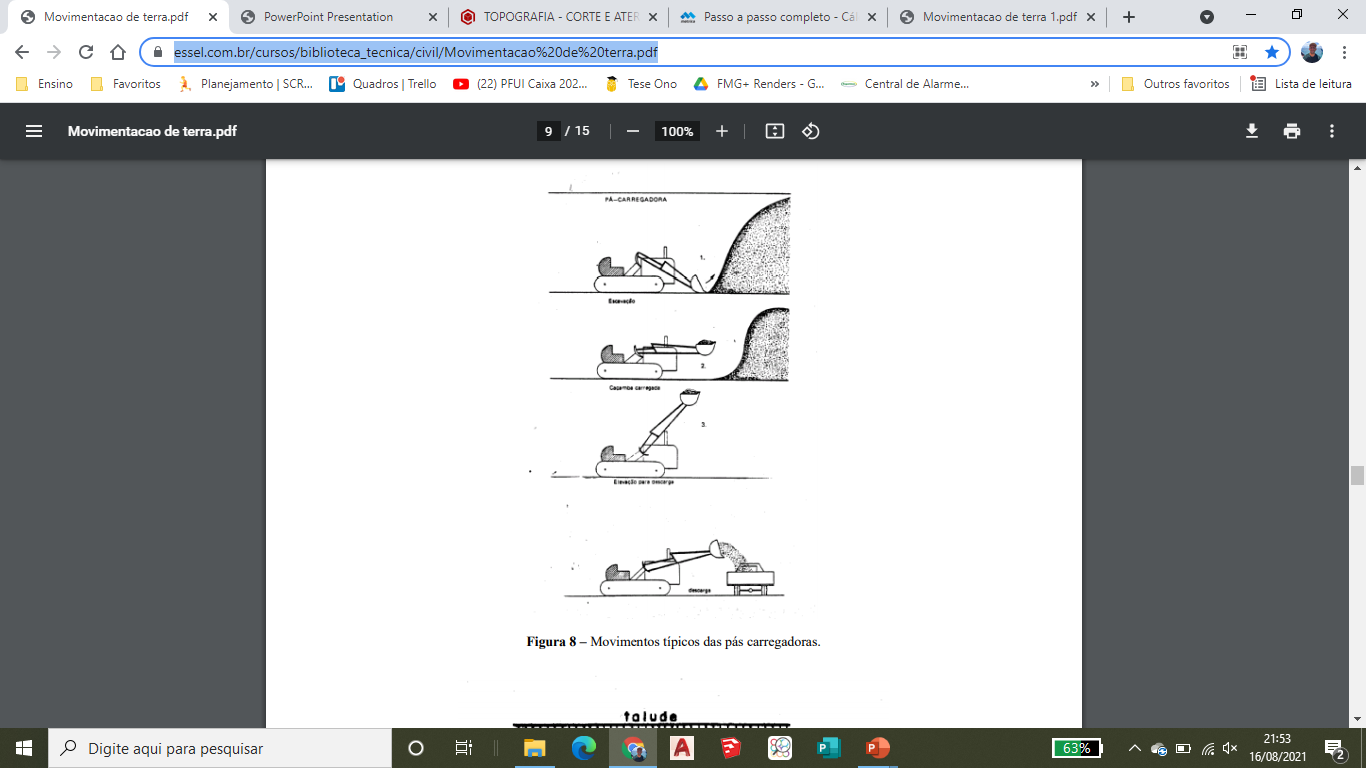 Movimentacao de terra.pdf
PowerPoint Presentation
TOPOGRAFIA - CORTE E ATER
Passo a passo completo - Cál
Movimentacao de terra 1.pdf
essel.com.br/cursos/biblioteca_tecnica/civil/Movimentacao%20de%20terra.pdf
Ensino
Favoritos
Planejamento | SCR...
Quadros | Trello
(22) PFUI Caixa 202...
Tese Ono
FMG+ Renders - G...
Central de Alarme...
»
Outros favoritos
Lista de leitura
Movimentacao de terra.pdf
9 / 15
100%
PÁ-CARREGADORA
1.
Escavação
2.
Caçamba carregada
3.
Elevação para descarga
descarga
Figura 8 – Movimentos típicos das pás carregadoras.
talude
Digite aqui para pesquisar
63%
21:53
16/08/2021
2